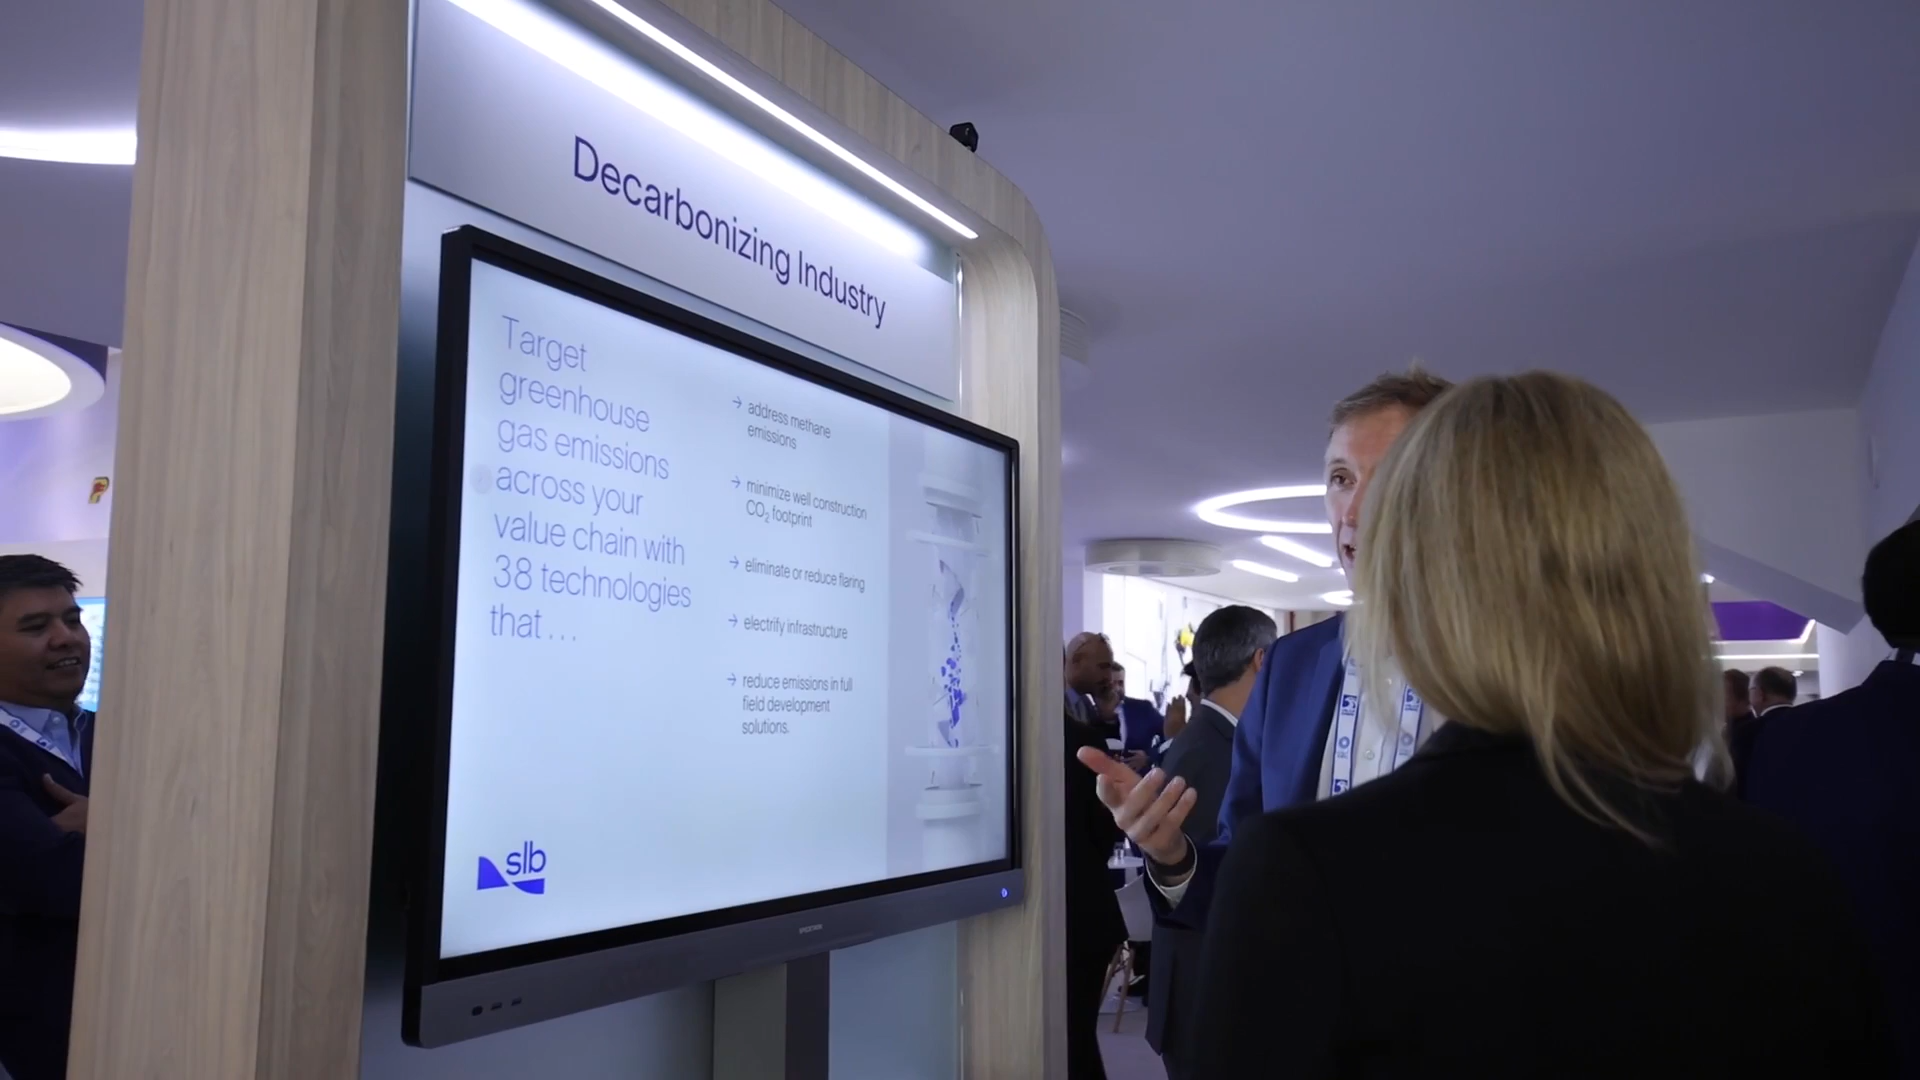 Decarbonizing Industry
Target
greenhouse
gas emissions
across your
value chain with
38 technologies
that...
→ address methane
emissions
→ minimize well construction
CO₂ footprint
→ eliminate or reduce flaring
→ electrify infrastructure
→ reduce emissions in full
field development
solutions.
slb